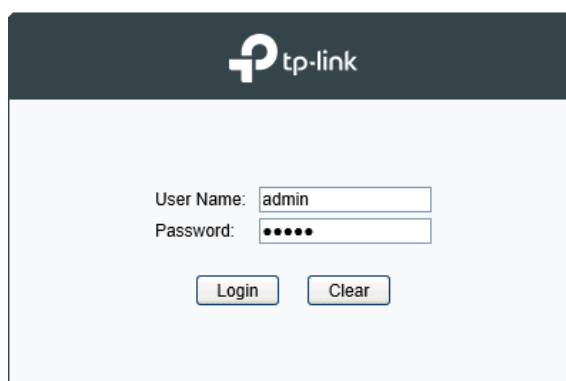 tp-link
User Name: admin
Password: •••••
Login Clear